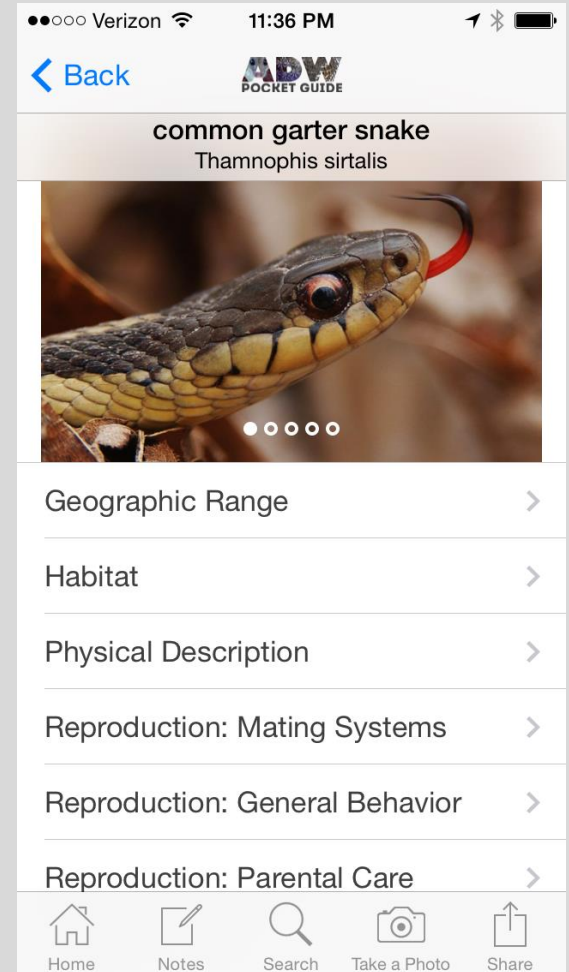 Verizon 11:36 PM
Back
ADW
POCKET GUIDE
common garter snake
Thamnophis sirtalis
Geographic Range
Habitat
Physical Description
Reproduction: Mating Systems
Reproduction: General Behavior
Reproduction: Parental Care
Home Notes Search Take a Photo Share